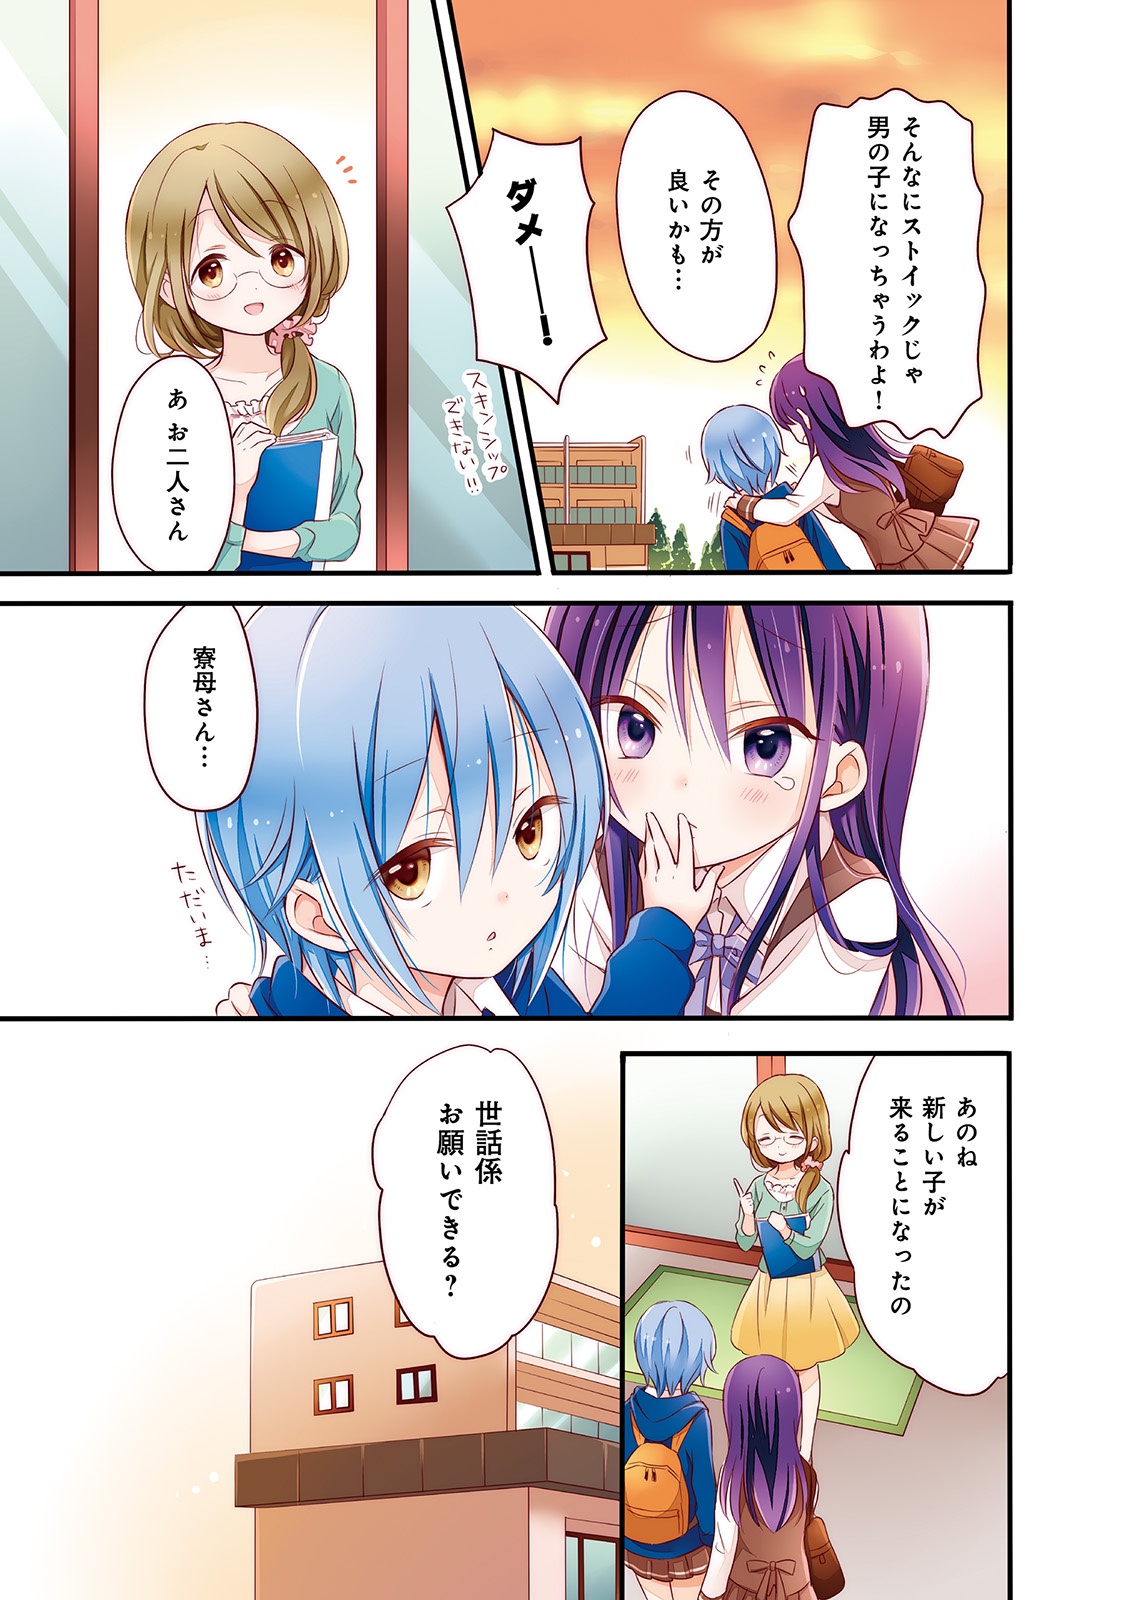 そんなにストイックじゃ
男の子になっちゃうわよ!
その方が
良いかも…
ダメ――!
スキンシップ
できない!!
あ お二人さん
寮母さん…
ただいま…
あのね
新しい子が
来ることになったの
世話係
お願いできる?